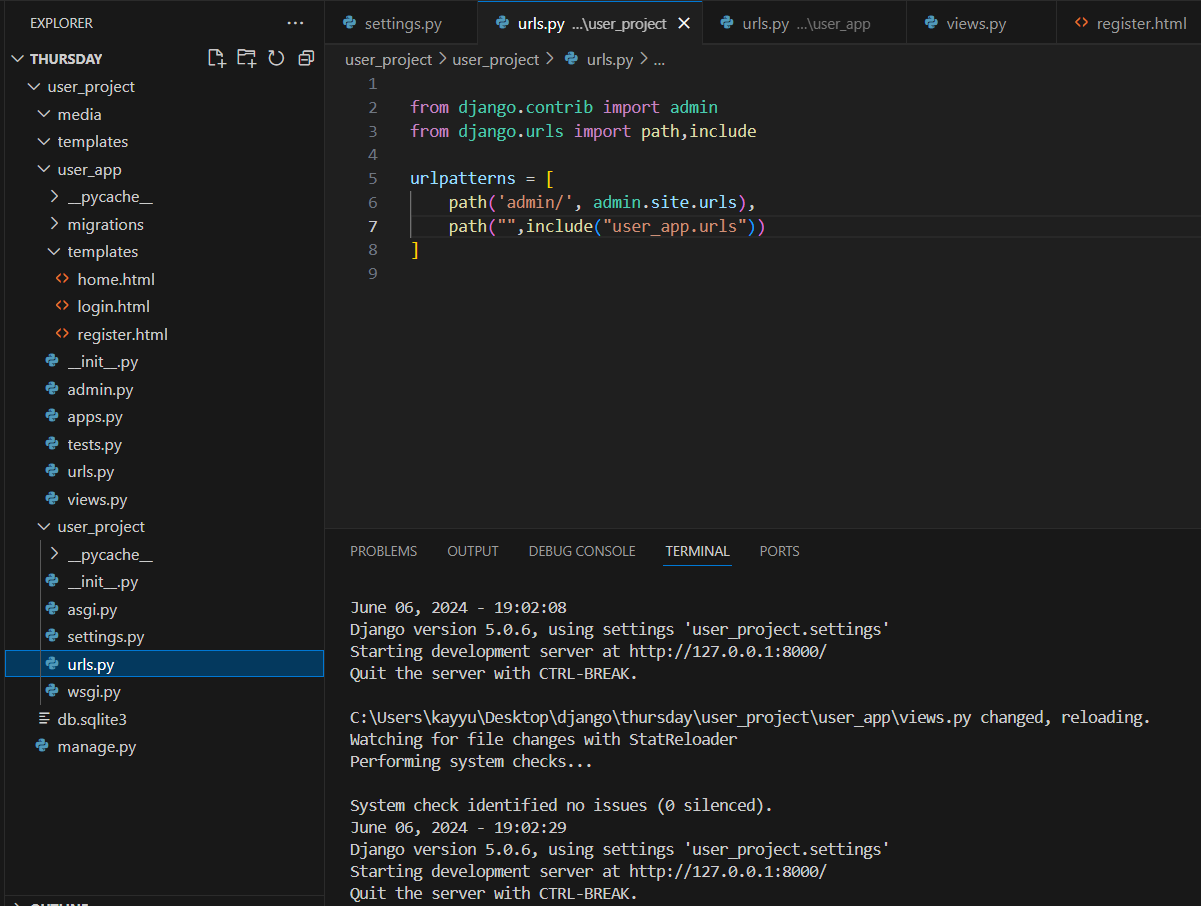 EXPLORER
settings.py
urls.py ...\user_project
urls.py ...\user_app
views.py
register.html
THURSDAY
user_project > user_project > urls.py > ...
user_project
media
templates
user_app
__pycache__
migrations
templates
home.html
login.html
register.html
__init__.py
admin.py
apps.py
tests.py
urls.py
views.py
user_project
__pycache__
__init__.py
asgi.py
settings.py
urls.py
wsgi.py
db.sqlite3
manage.py
OUTLINE
1
2 from django.contrib import admin
3 from django.urls import path,include
4
5 urlpatterns = [
6     path('admin/', admin.site.urls),
7     path("",include("user_app.urls"))
8 ]
9
PROBLEMS OUTPUT DEBUG CONSOLE TERMINAL PORTS
June 06, 2024 - 19:02:08
Django version 5.0.6, using settings 'user_project.settings'
Starting development server at http://127.0.0.1:8000/
Quit the server with CTRL-BREAK.
C:\Users\kayyu\Desktop\django\thursday\user_project\user_app\views.py changed, reloading.
Watching for file changes with StatReloader
Performing system checks...
System check identified no issues (0 silenced).
June 06, 2024 - 19:02:29
Django version 5.0.6, using settings 'user_project.settings'
Starting development server at http://127.0.0.1:8000/
Quit the server with CTRL-BREAK.